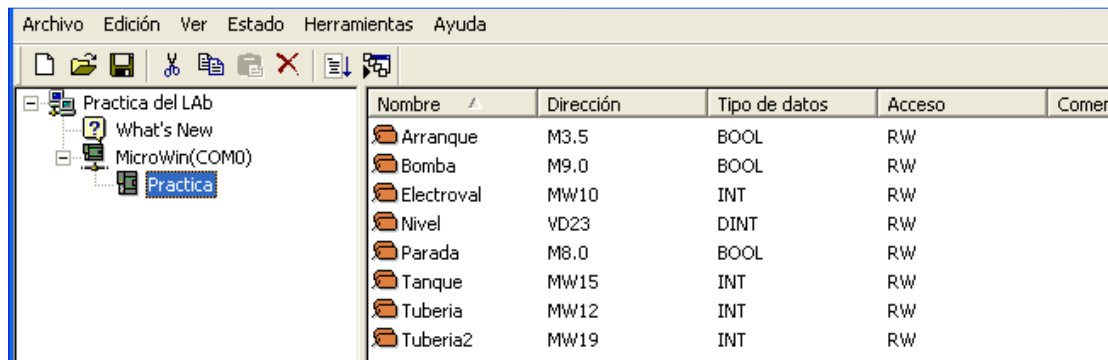 Archivo Edición Ver Estado Herramientas Ayuda
Practica del LAb
What's New
MicroWin(COM0)
Practica
Nombre Dirección Tipo de datos Acceso Comer
Arranque M3.5 BOOL RW
Bomba M9.0 BOOL RW
Electroval MW10 INT RW
Nivel VD23 DINT RW
Parada M8.0 BOOL RW
Tanque MW15 INT RW
Tuberia MW12 INT RW
Tuberia2 MW19 INT RW